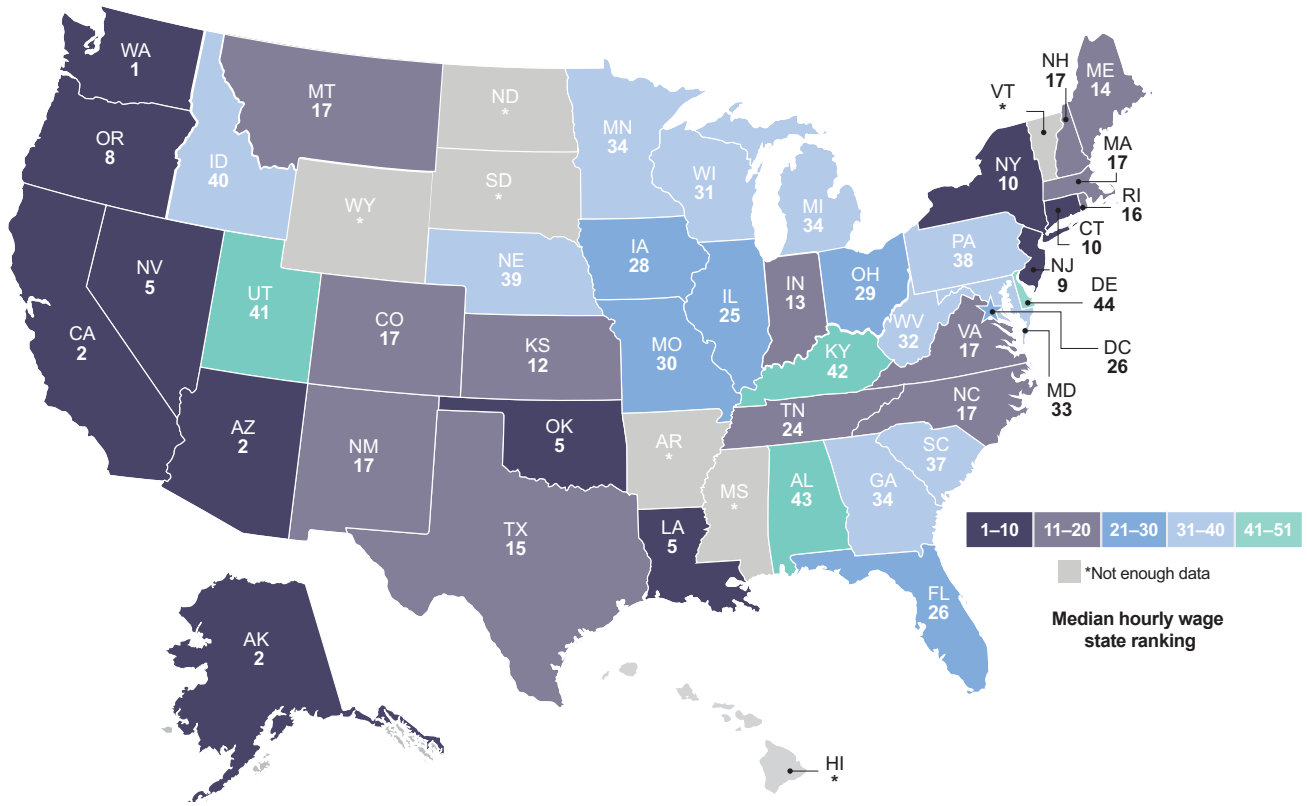 WA
1
OR
8
CA
2
NV
5
ID
40
MT
17
WY
*
UT
41
AZ
2
CO
17
NM
17
ND
*
SD
*
NE
39
KS
12
OK
5
TX
15
MN
34
IA
28
MO
30
AR
*
LA
5
WI
31
IL
25
MI
34
IN
13
OH
29
KY
42
TN
24
MS
*
AL
43
GA
34
FL
26
SC
37
NC
17
VA
17
WV
32
PA
38
NY
10
VT
*
NH
17
ME
14
MA
17
RI
16
CT
10
NJ
9
DE
44
DC
26
MD
33
AK
2
HI
*
1–10 11–20 21–30 31–40 41–51
*Not enough data
Median hourly wage
state ranking